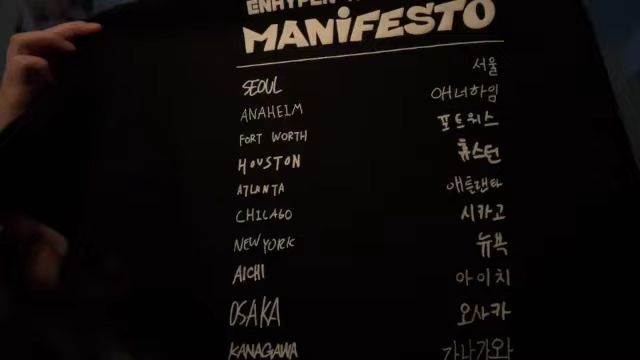 ENHYPEN
MANiFESTO
SEOUL 서울
ANAHEIM 애너하임
FORT WORTH 포트워스
HOUSTON 휴스턴
ATLANTA 애틀랜타
CHICAGO 시카고
NEW YORK 뉴욕
AICHI 아이치
OSAKA 오사카
KANAGAWA 가나가와